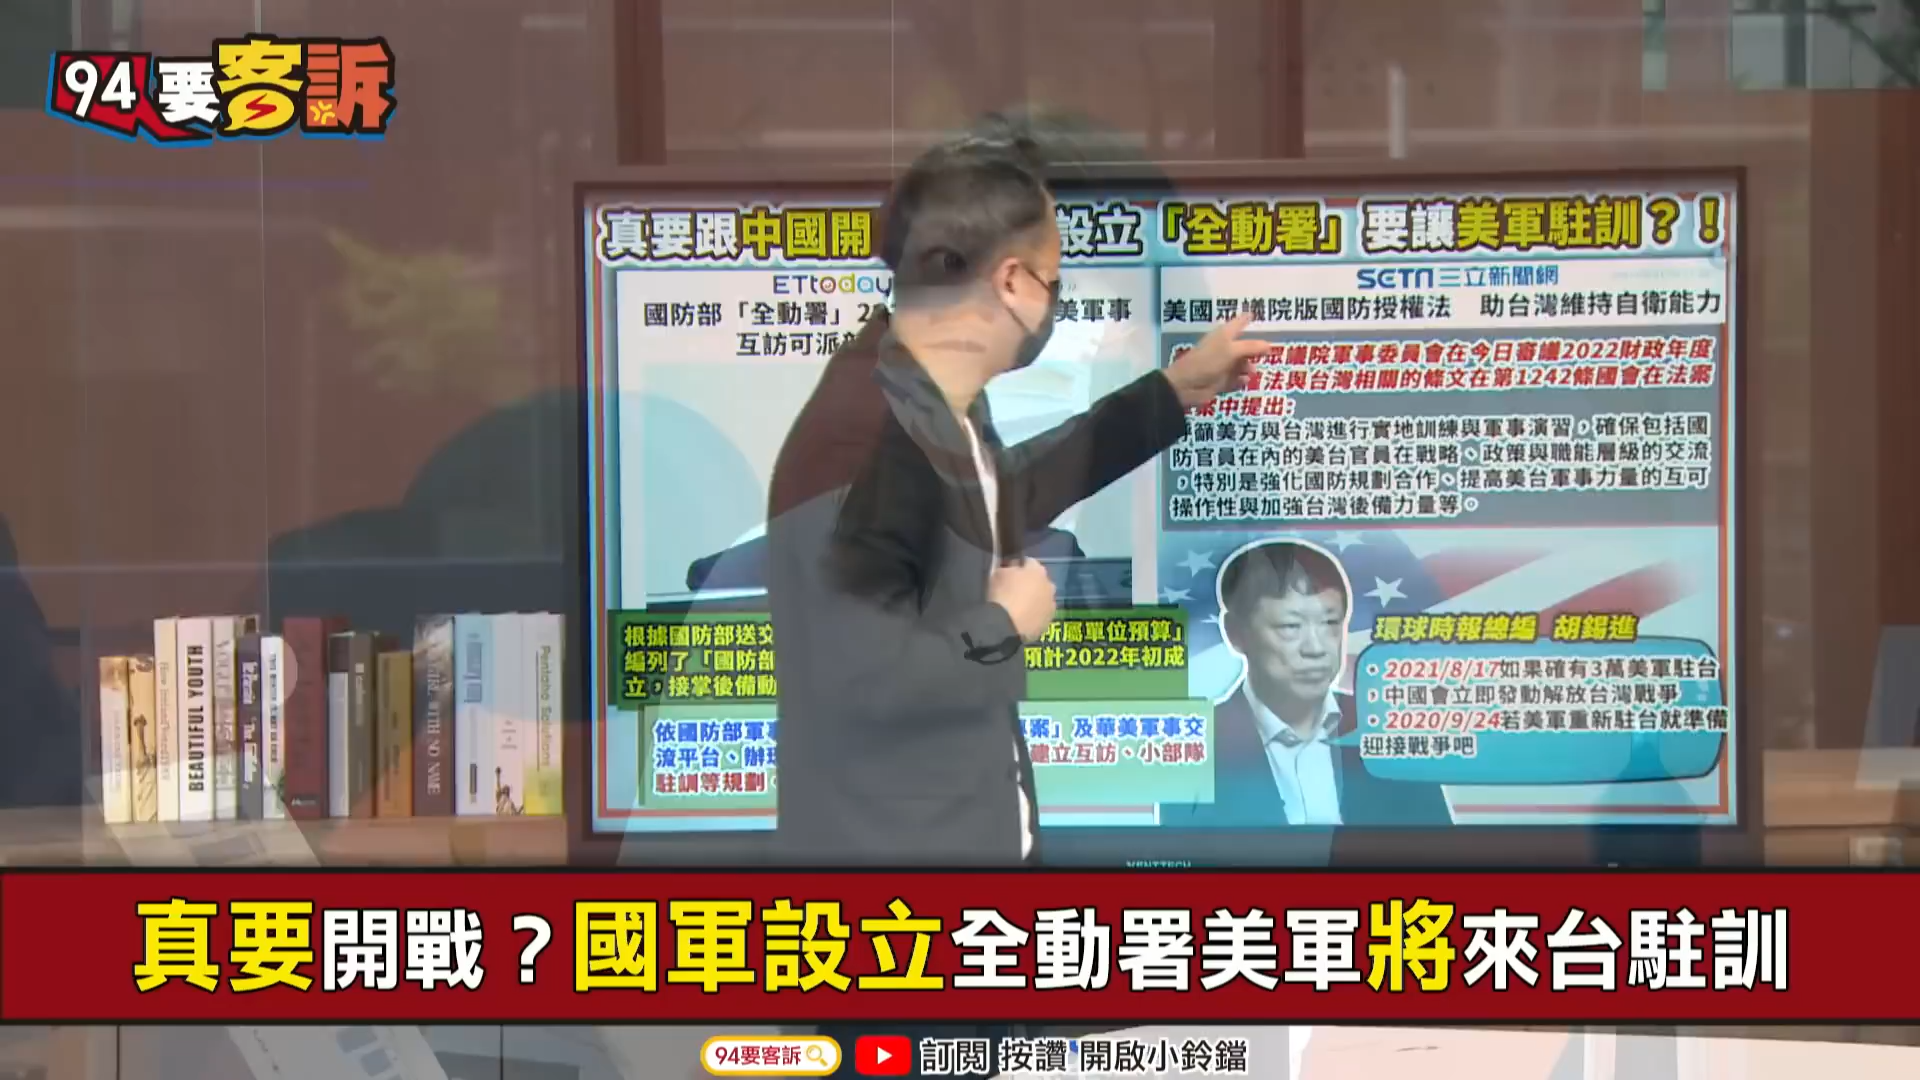 94要客訴
真要跟中國開
設立「全動署」要讓美軍駐訓？！
ETtoday
國防部「全動署」2
美軍事
互訪可派
SETN三立新聞網
美國眾議院版國防授權法 助台灣維持自衛能力
眾議院軍事委員會在今日審議2022財政年度
權法與台灣相關的條文在第1242條國會在法案
案中提出:
呼籲美方與台灣進行實地訓練與軍事演習，確保包括國
防官員在內的美台官員在戰略、政策與職能層級的交流
，特別是強化國防規劃合作、提高美台軍事力量的互可
操作性與加強台灣後備力量等。
根據國防部送交
所屬單位預算」
編列了「國防部
預計2022年初成
立，接掌後備動
依國防部軍事
專案」及華美軍事交
流平台、辦理
建立互訪、小部隊
駐訓等規劃。
環球時報總編 胡錫進
・2021/8/17如果確有3萬美軍駐台
，中國會立即發動解放台灣戰爭
・2020/9/24若美軍重新駐台就準備
迎接戰爭吧
BEAUTIFUL YOUTH
Pentaho Solutions
真要開戰？國軍設立全動署美軍將來台駐訓
94要客訴
訂閱 按讚 開啟小鈴鐺